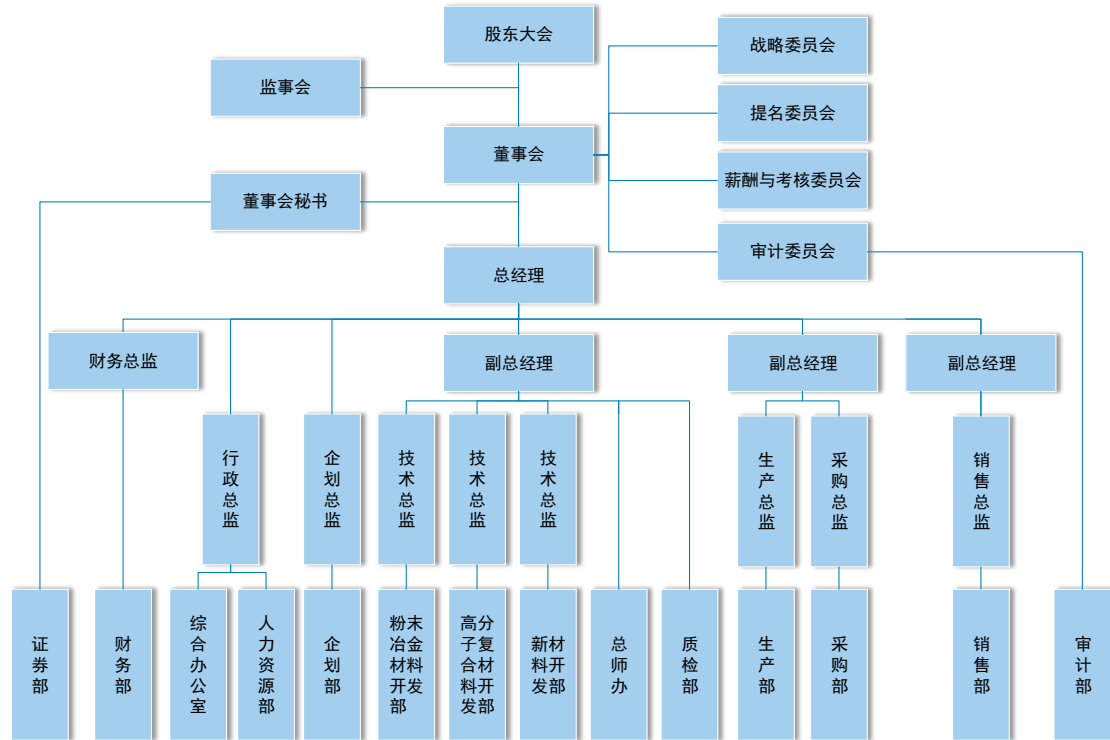 股东大会
战略委员会
监事会
提名委员会
董事会
薪酬与考核委员会
董事会秘书
审计委员会
总经理
财务总监
副总经理
副总经理
副总经理
行政总监
企划总监
技术总监
技术总监
技术总监
生产总监
采购总监
销售总监
证券部
财务部
综合办公室
人力资源部
企划部
粉末冶金材料开发部
高分子复合材料开发部
新材料开发部
总师办
质检部
生产部
采购部
销售部
审计部